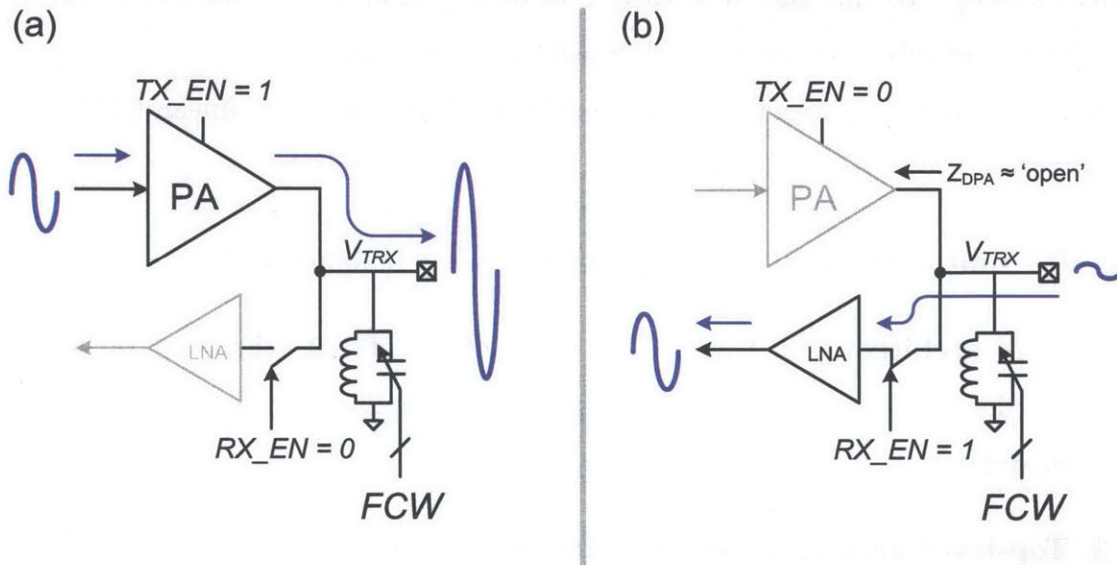 (a)
TX_EN = 1
PA
V_TRX
LNA
RX_EN = 0
FCW
(b)
TX_EN = 0
PA
Z_DPA ≈ 'open'
V_TRX
LNA
RX_EN = 1
FCW